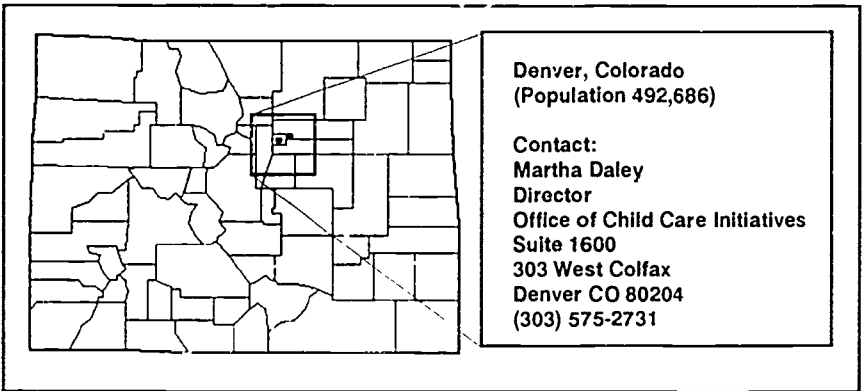 Denver, Colorado
(Population 492,686)
Contact:
Martha Daley
Director
Office of Child Care Initiatives
Suite 1600
303 West Colfax
Denver CO 80204
(303) 575-2731